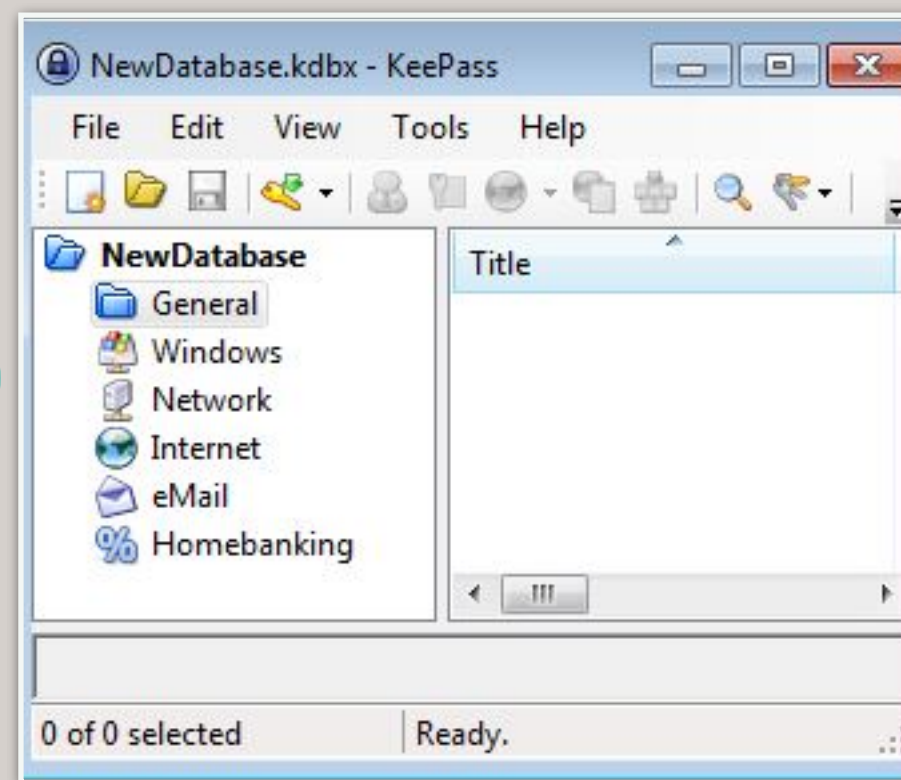 NewDatabase.kdbx - KeePass
File Edit View Tools Help
NewDatabase
General
Windows
Network
Internet
eMail
Homebanking
Title
0 of 0 selected
Ready.